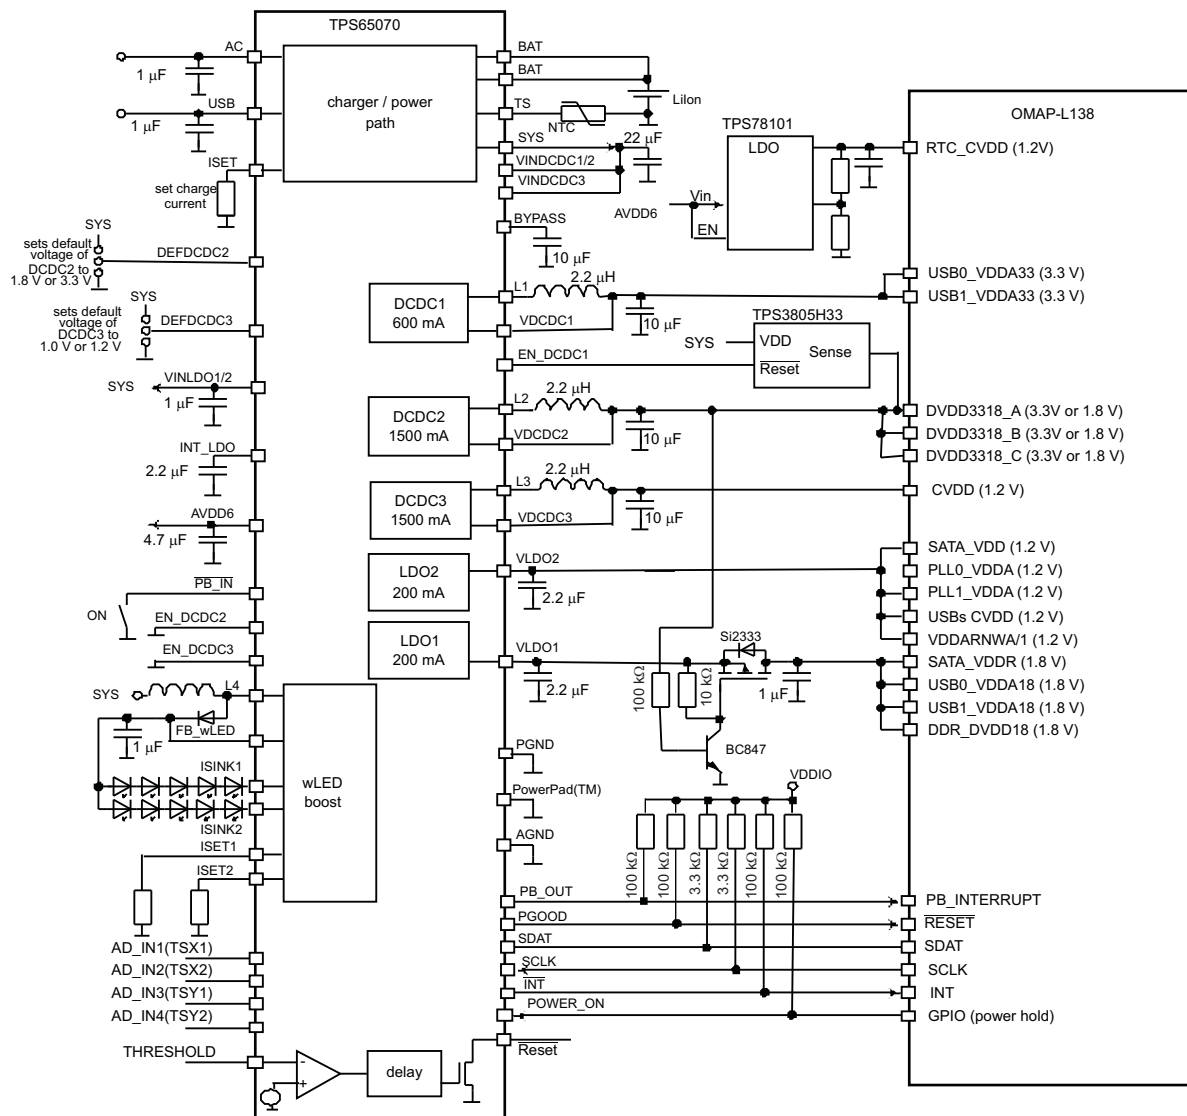 TPS65070
AC
1 μF
USB
1 μF
ISET
set charge
current
charger / power
path
BAT
BAT
TS
NTC
LiIon
SYS
22 μF
VINDCDC1/2
VINDCDC3
BYPASS
10 μF
SYS
sets default
voltage of
DCDC2 to
1.8 V or 3.3 V
DEFDCDC2
SYS
sets default
voltage of
DCDC3 to
1.0 V or 1.2 V
DEFDCDC3
SYS
VINLDO1/2
1 μF
INT_LDO
2.2 μF
AVDD6
4.7 μF
PB_IN
ON
EN_DCDC2
EN_DCDC3
SYS
L4
FB_wLED
1 μF
ISINK1
ISINK2
ISET1
ISET2
wLED
boost
AD_IN1(TSX1)
AD_IN2(TSX2)
AD_IN3(TSY1)
AD_IN4(TSY2)
THRESHOLD
-
+
delay
Reset
DCDC1
600 mA
L1
2.2 μH
VDCDC1
10 μF
EN_DCDC1
DCDC2
1500 mA
L2
2.2 μH
VDCDC2
10 μF
DCDC3
1500 mA
L3
2.2 μH
VDCDC3
10 μF
LDO2
200 mA
VLDO2
2.2 μF
LDO1
200 mA
VLDO1
2.2 μF
PGND
PowerPad(TM)
AGND
PB_OUT
PGOOD
SDAT
SCLK
INT
POWER_ON
TPS78101
LDO
Vin
AVDD6
EN
TPS3805H33
SYS
VDD
Sense
Reset
Si2333
100 kΩ
10 kΩ
1 μF
BC847
VDDIO
100 kΩ
100 kΩ
3.3 kΩ
3.3 kΩ
100 kΩ
100 kΩ
OMAP-L138
RTC_CVDD (1.2V)
USB0_VDDA33 (3.3 V)
USB1_VDDA33 (3.3 V)
DVDD3318_A (3.3V or 1.8 V)
DVDD3318_B (3.3V or 1.8 V)
DVDD3318_C (3.3V or 1.8 V)
CVDD (1.2 V)
SATA_VDD (1.2 V)
PLL0_VDDA (1.2 V)
PLL1_VDDA (1.2 V)
USBs CVDD (1.2 V)
VDDARNWA/1 (1.2 V)
SATA_VDDR (1.8 V)
USB0_VDDA18 (1.8 V)
USB1_VDDA18 (1.8 V)
DDR_DVDD18 (1.8 V)
PB_INTERRUPT
RESET
SDAT
SCLK
INT
GPIO (power hold)